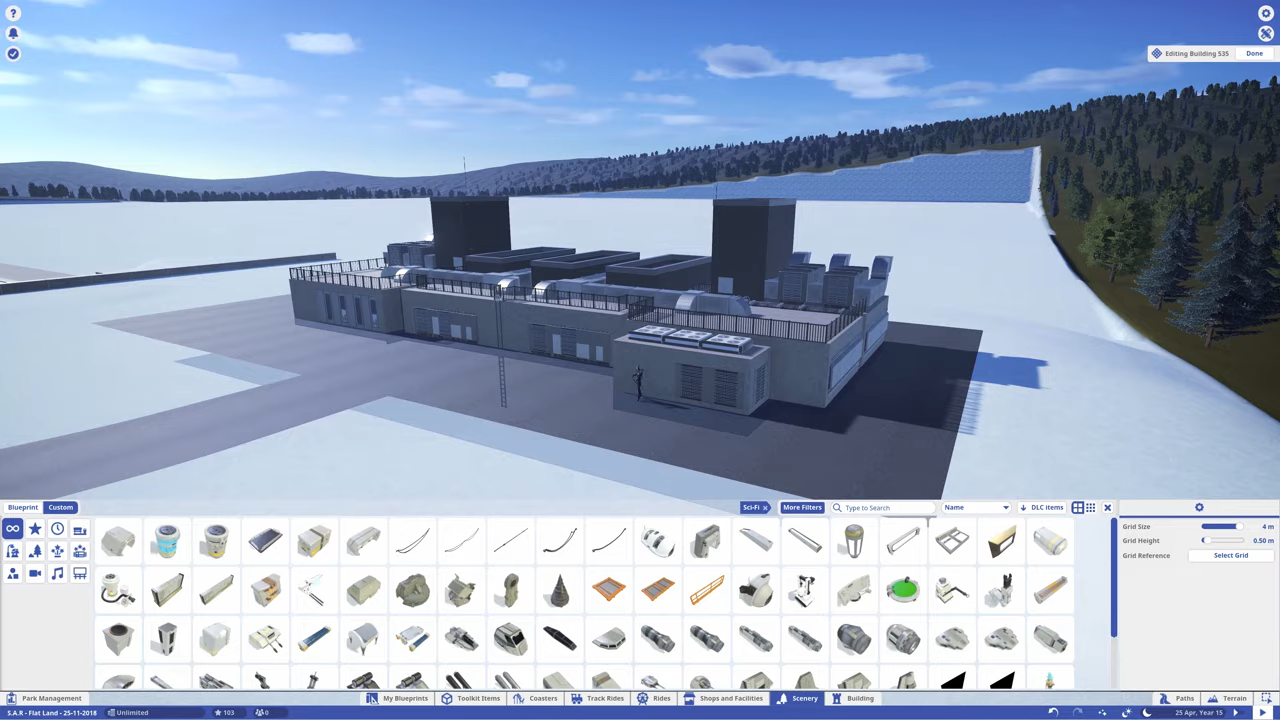 ?
Editing Building 535 Done
Blueprint Custom Sci-Fi × More Filters Type to Search Name DLC items
Grid Size 4 m
Grid Height 0.50 m
Grid Reference Select Grid
Park Management My Blueprints Toolkit Items Coasters Track Rides Rides Shops and Facilities Scenery Building Paths Terrain
S.A.R - Flat Land - 25-11-2018 Unlimited 103 0 25 Apr, Year 15